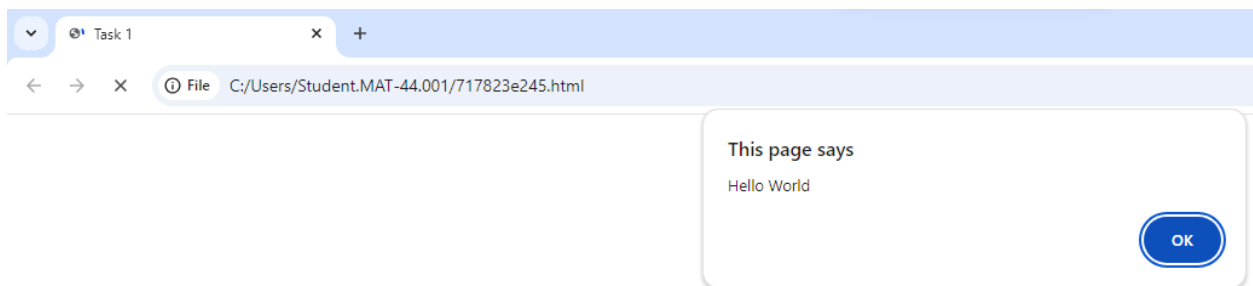 Task 1
File C:/Users/Student.MAT-44.001/717823e245.html
This page says
Hello World
OK